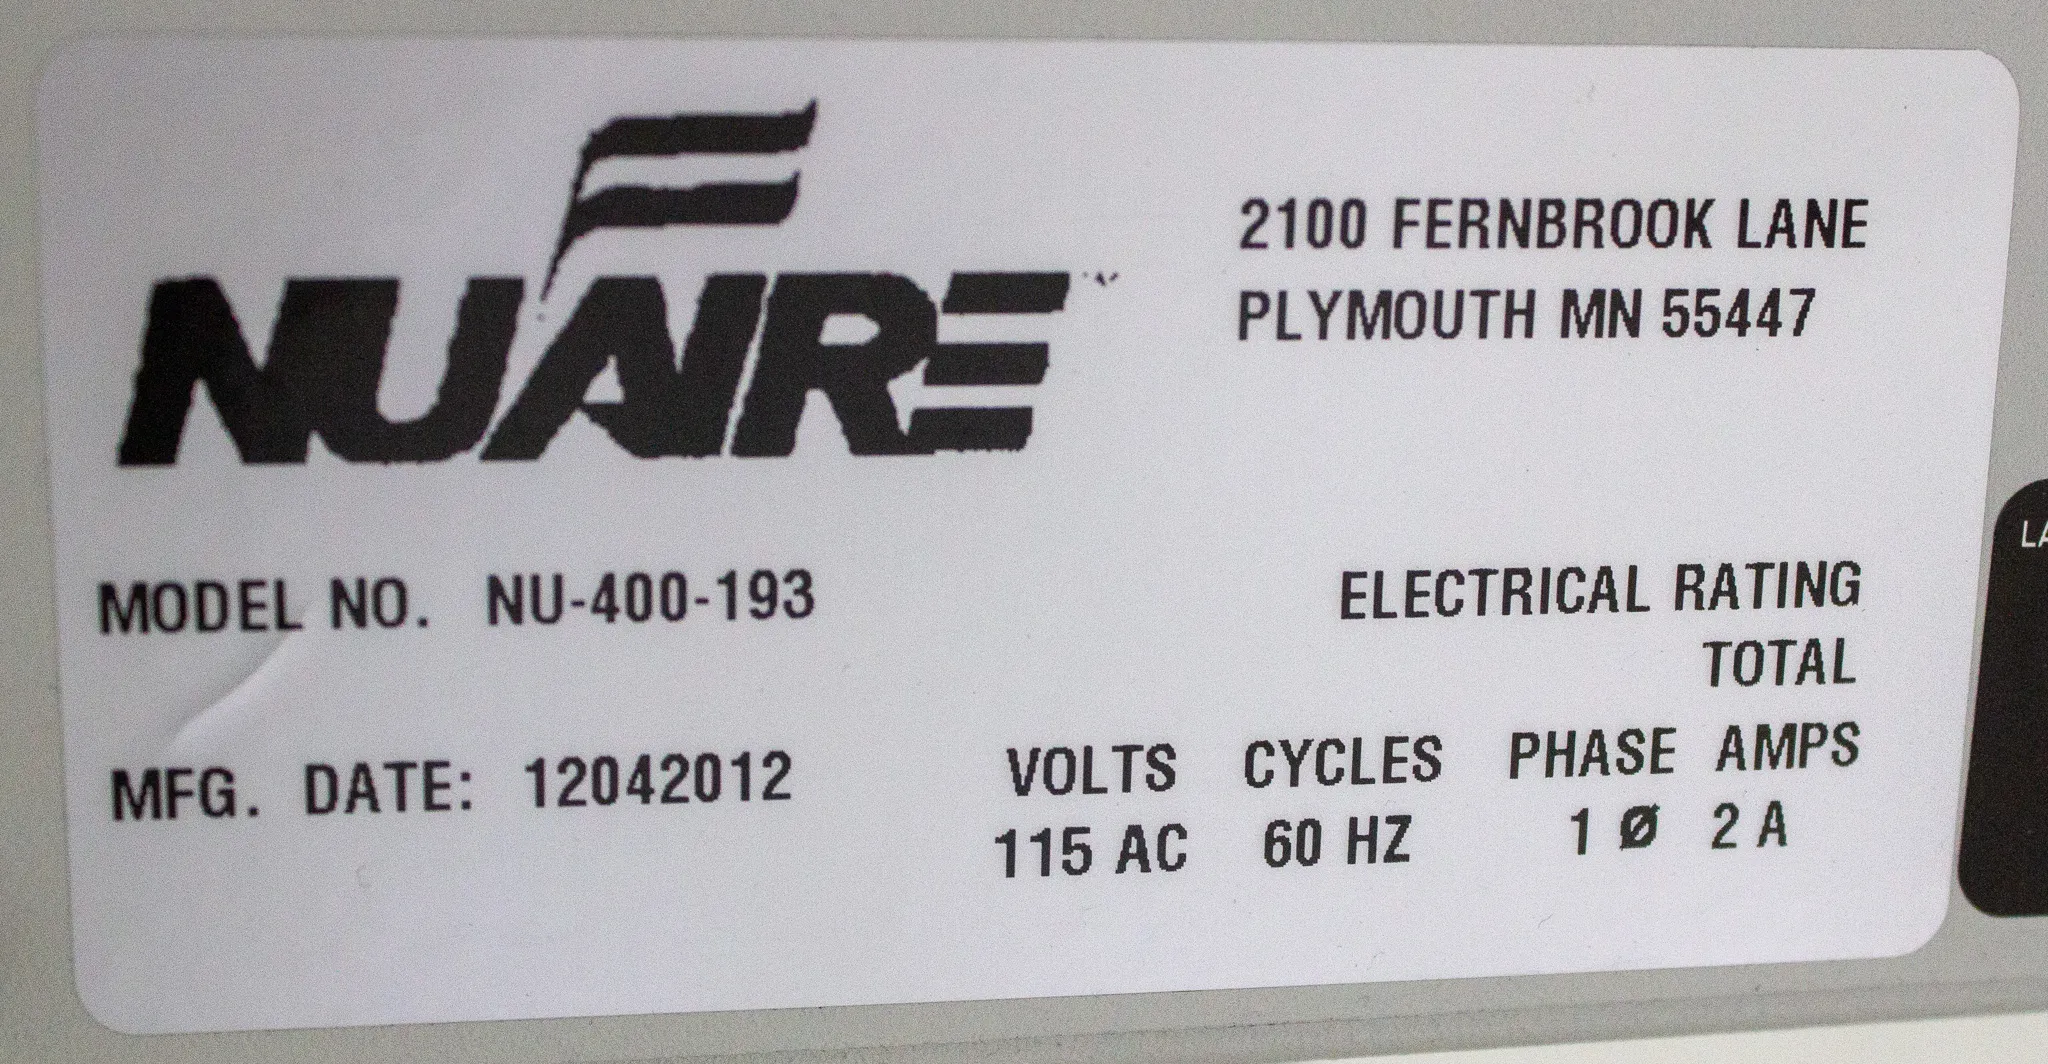 NUAIRE
2100 FERNBROOK LANE
PLYMOUTH MN 55447
MODEL NO. NU-400-193
ELECTRICAL RATING
TOTAL
MFG. DATE: 12042012
VOLTS CYCLES PHASE AMPS
115 AC 60 HZ 1 Ø 2 A